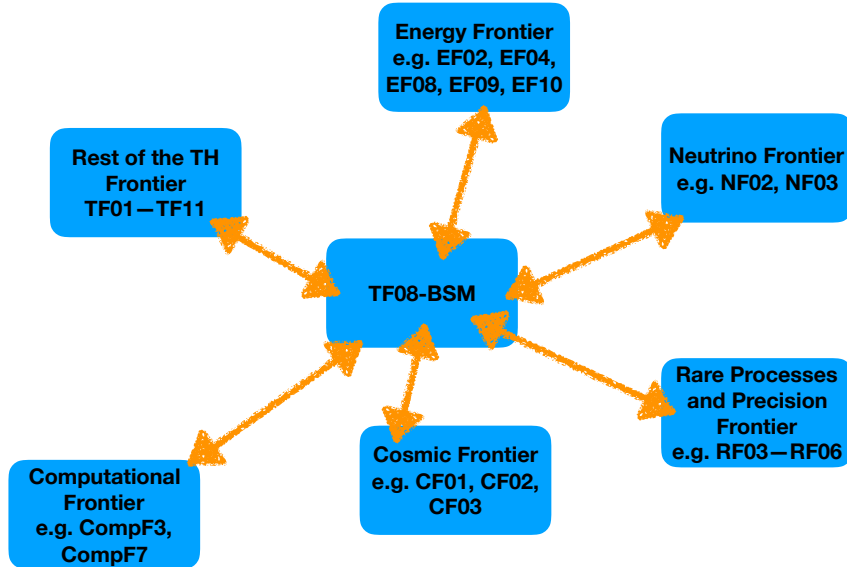 Energy Frontier
e.g. EF02, EF04,
EF08, EF09, EF10
Rest of the TH
Frontier
TF01—TF11
Neutrino Frontier
e.g. NF02, NF03
TF08-BSM
Rare Processes
and Precision
Frontier
e.g. RF03—RF06
Cosmic Frontier
e.g. CF01, CF02,
CF03
Computational
Frontier
e.g. CompF3,
CompF7